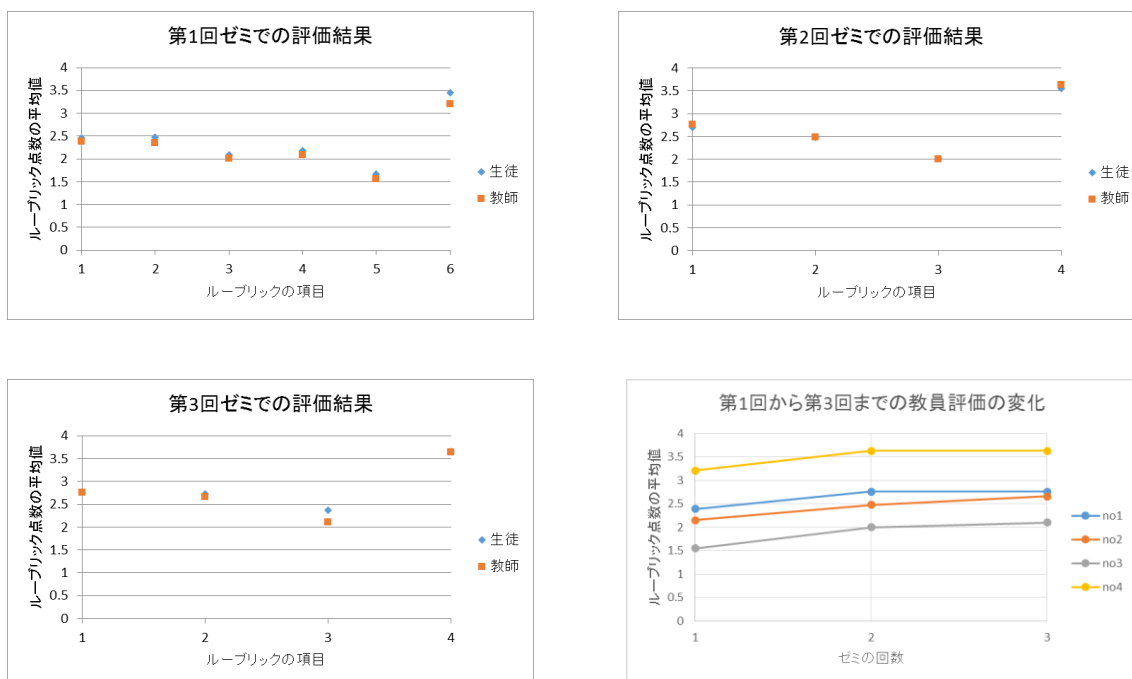 第1回ゼミでの評価結果
ルーブリック点数の平均値
4
3.5
3
2.5
2
1.5
1
0.5
0
1 2 3 4 5 6
ルーブリックの項目
生徒
教師
第2回ゼミでの評価結果
ルーブリック点数の平均値
4
3.5
3
2.5
2
1.5
1
0.5
0
1 2 3 4
ルーブリックの項目
生徒
教師
第3回ゼミでの評価結果
ルーブリック点数の平均値
4
3.5
3
2.5
2
1.5
1
0.5
0
1 2 3 4
ルーブリックの項目
生徒
教師
第1回から第3回までの教員評価の変化
ルーブリック点数の平均値
4
3.5
3
2.5
2
1.5
1
0.5
0
1 2 3
ゼミの回数
no1
no2
no3
no4